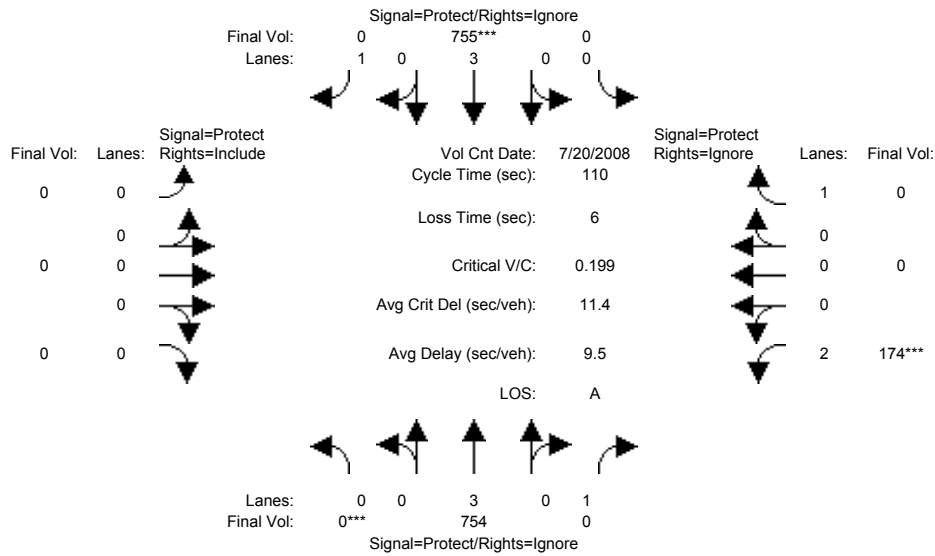 Signal=Protect/Rights=Ignore
Final Vol: 0 755*** 0
Lanes: 1 0 3 0 0
Signal=Protect
Final Vol: Lanes: Rights=Include
Vol Cnt Date: 7/20/2008
Signal=Protect
Rights=Ignore Lanes: Final Vol:
Cycle Time (sec): 110
0 0
1 0
Loss Time (sec): 6
0
0
0 0
Critical V/C: 0.199
0 0
0
Avg Crit Del (sec/veh): 11.4
0
0 0
Avg Delay (sec/veh): 9.5
2 174***
LOS: A
Lanes: 0 0 3 0 1
Final Vol: 0*** 754 0
Signal=Protect/Rights=Ignore